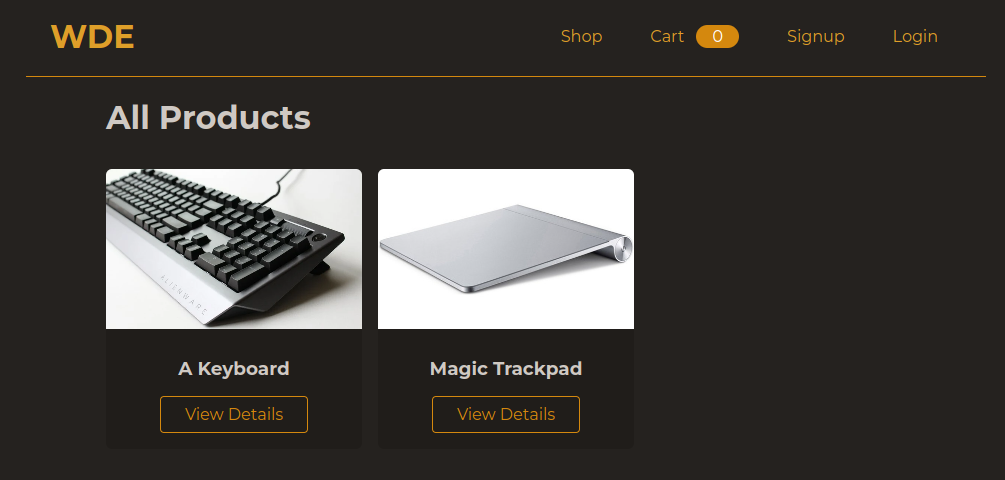 WDE
Shop Cart 0 Signup Login
All Products
ALIENWARE
A Keyboard Magic Trackpad
View Details View Details